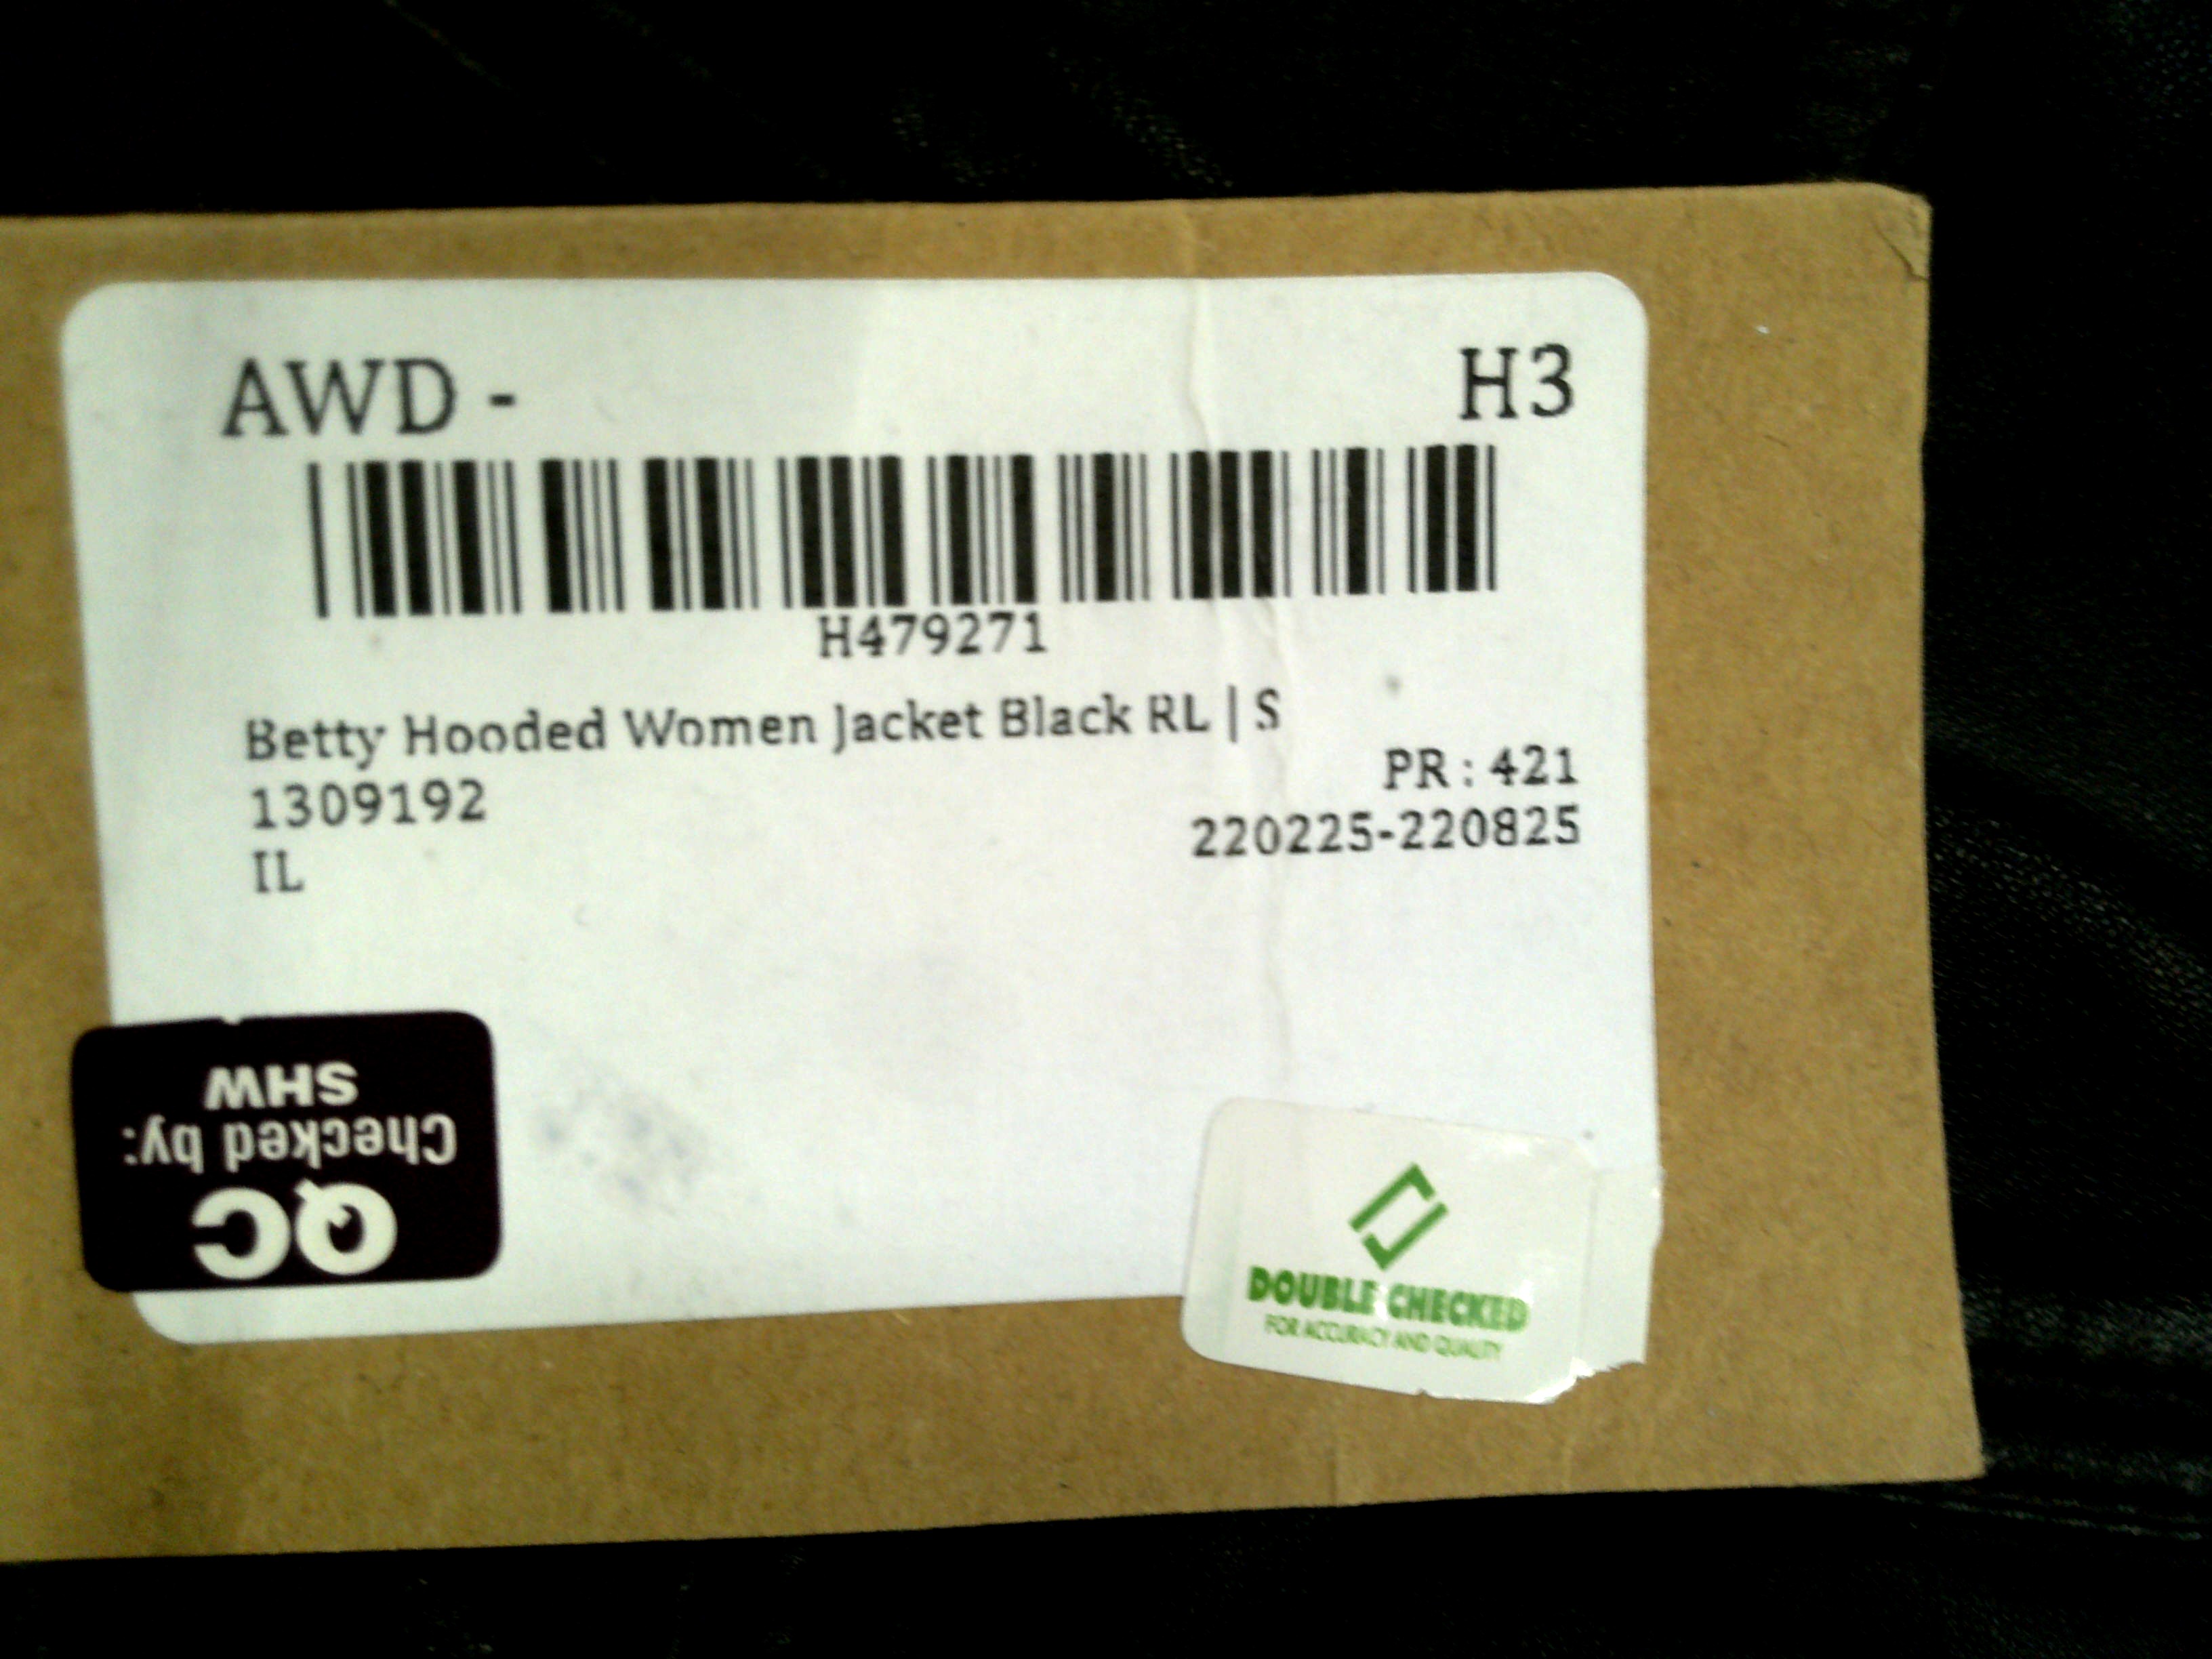 AWD - H3
H479271
Betty Hooded Women Jacket Black RL | S
PR : 421
1309192
220225-220825
IL
QC
Checked by:
SHW
DOUBLE CHECKED
FOR ACCURACY AND QUALITY